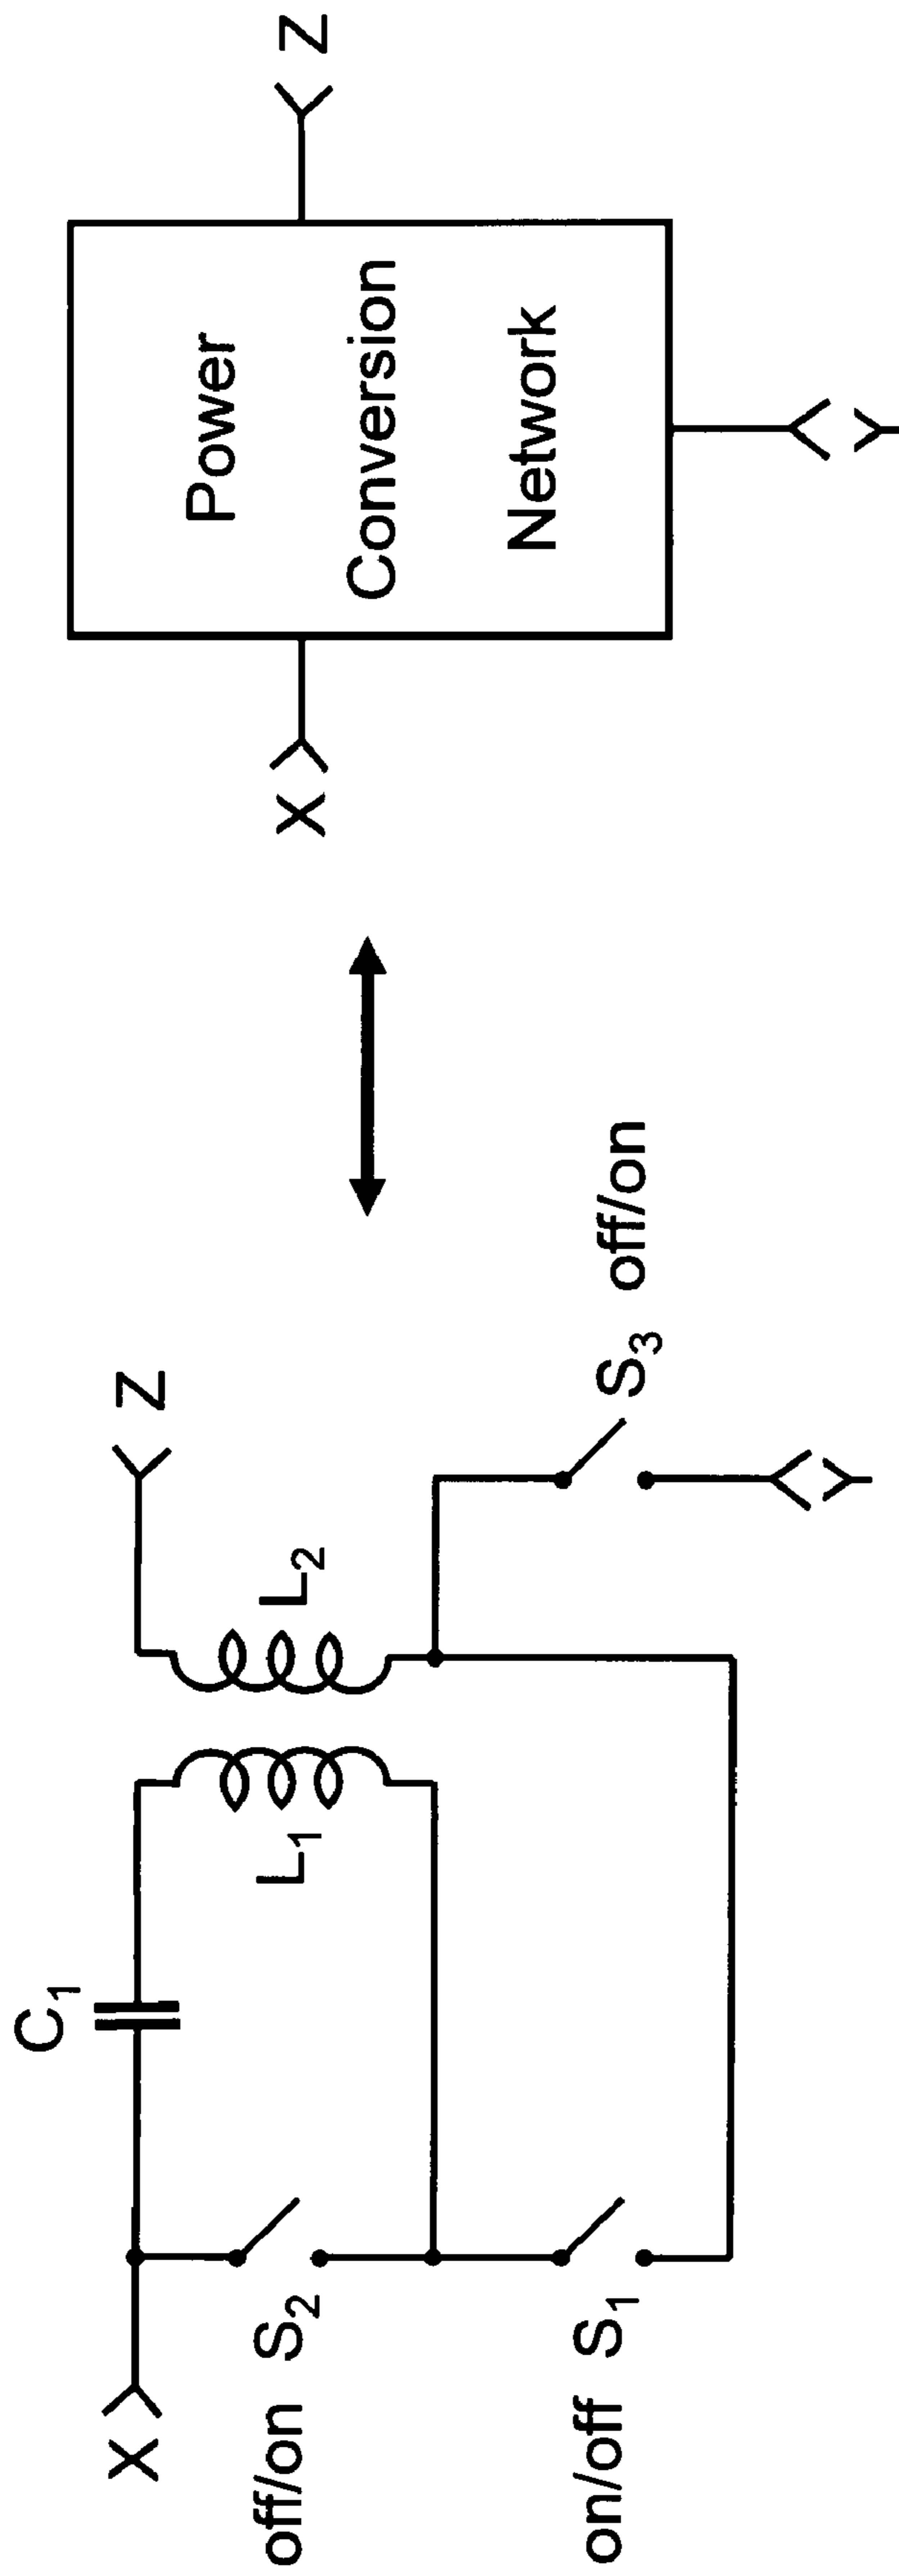 C₁
X
Z
L₁
L₂
off/on S₂
on/off S₁
S₃ off/on
Y
X
Z
Power
Conversion
Network
Y